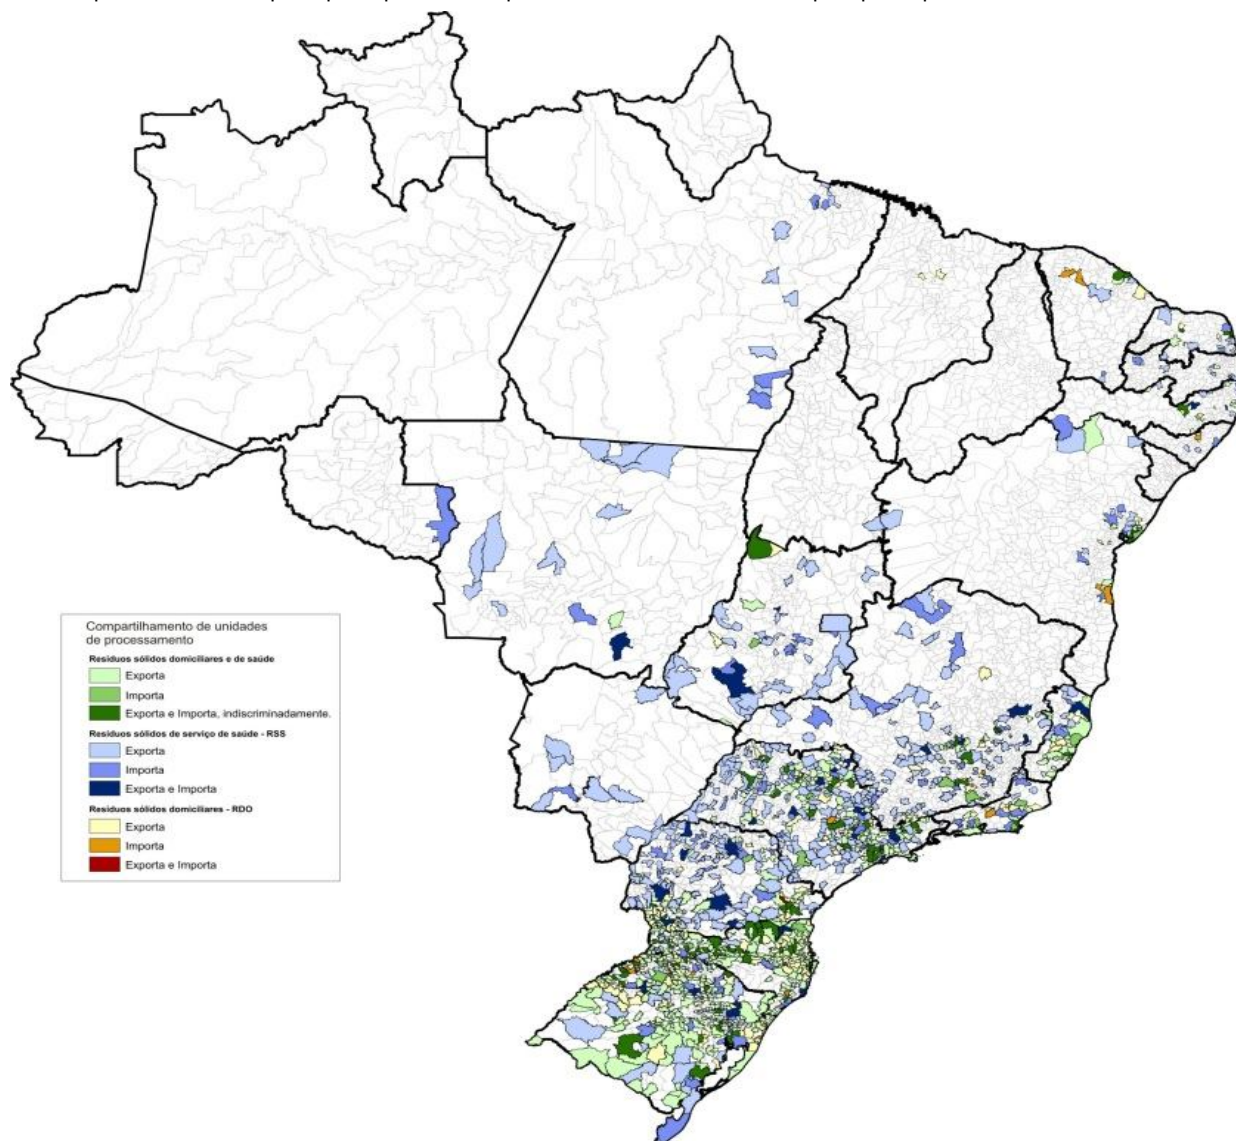 Compartilhamento de unidades
de processamento
Resíduos sólidos domiciliares e de saúde
Exporta
Importa
Exporta e Importa, indiscriminadamente.
Resíduos sólidos de serviço de saúde - RSS
Exporta
Importa
Exporta e Importa
Resíduos sólidos domiciliares - RDO
Exporta
Importa
Exporta e Importa